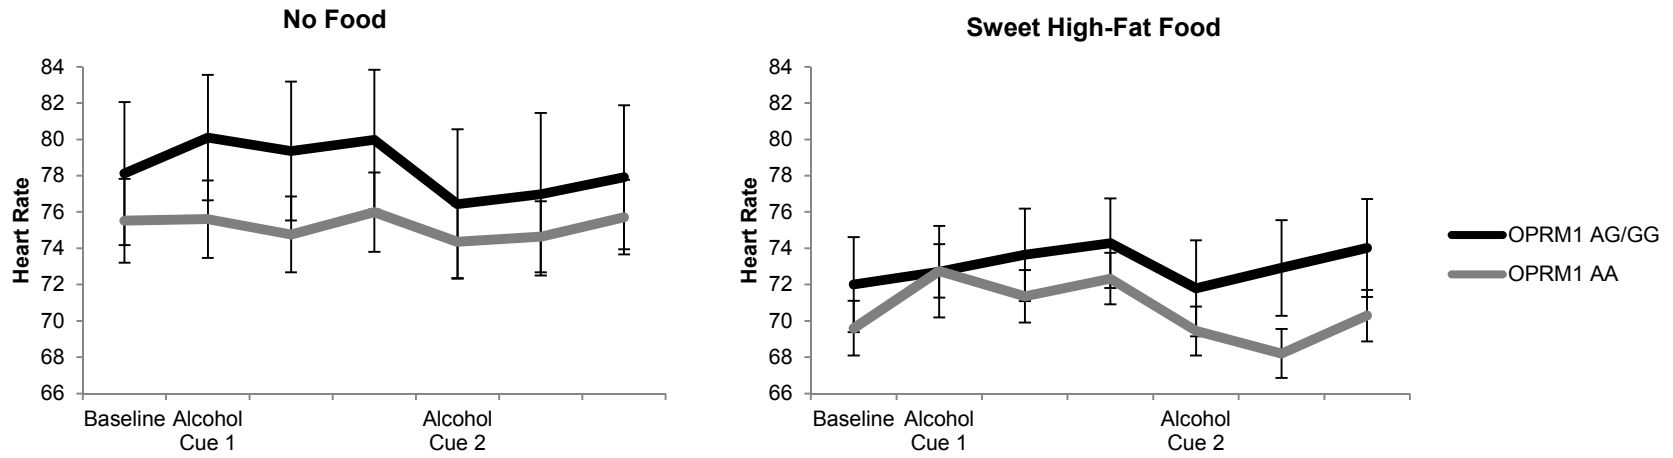 No Food
84
82
80
78
76
74
72
70
68
66
Heart Rate
Baseline Alcohol Cue 1
Alcohol Cue 2
Sweet High-Fat Food
84
82
80
78
76
74
72
70
68
66
Heart Rate
Baseline Alcohol Cue 1
Alcohol Cue 2
OPRM1 AG/GG
OPRM1 AA